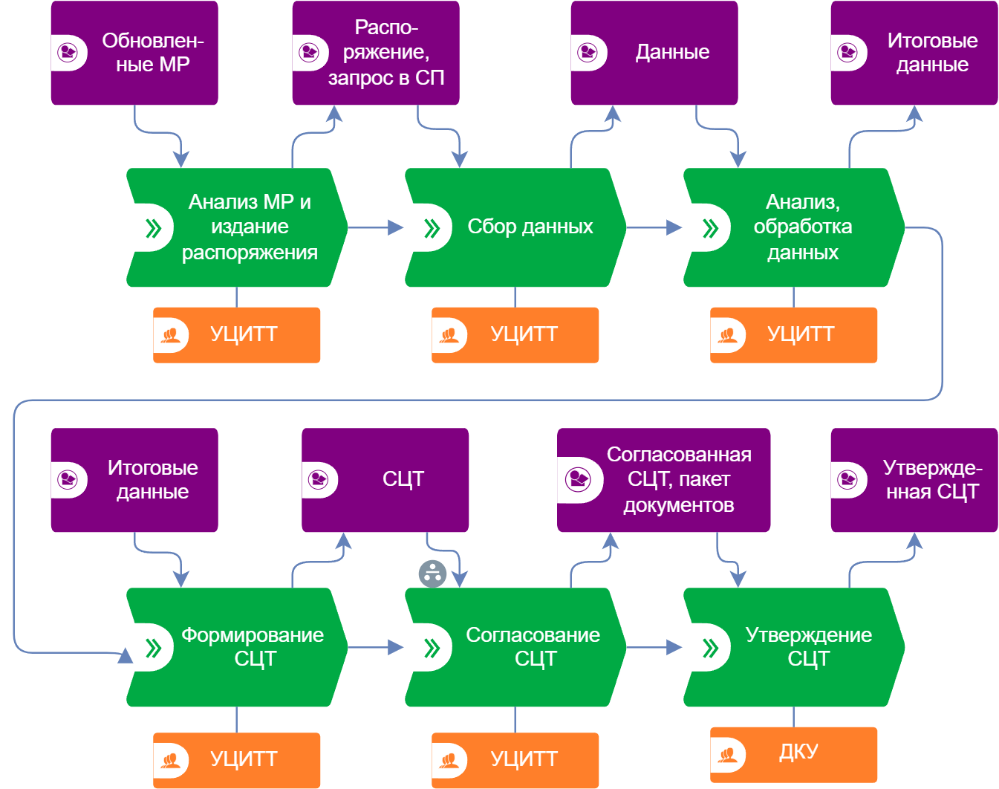 Обновлен-
ные МР
Распо-
ряжение,
запрос в СП
Данные
Итоговые
данные
Анализ МР и
издание
распоряжения
Сбор данных
Анализ,
обработка
данных
УЦИТТ
УЦИТТ
УЦИТТ
Итоговые
данные
СЦТ
Согласованная
СЦТ, пакет
документов
Утвержде-
нная СЦТ
Формирование
СЦТ
Согласование
СЦТ
Утверждение
СЦТ
УЦИТТ
УЦИТТ
ДКУ